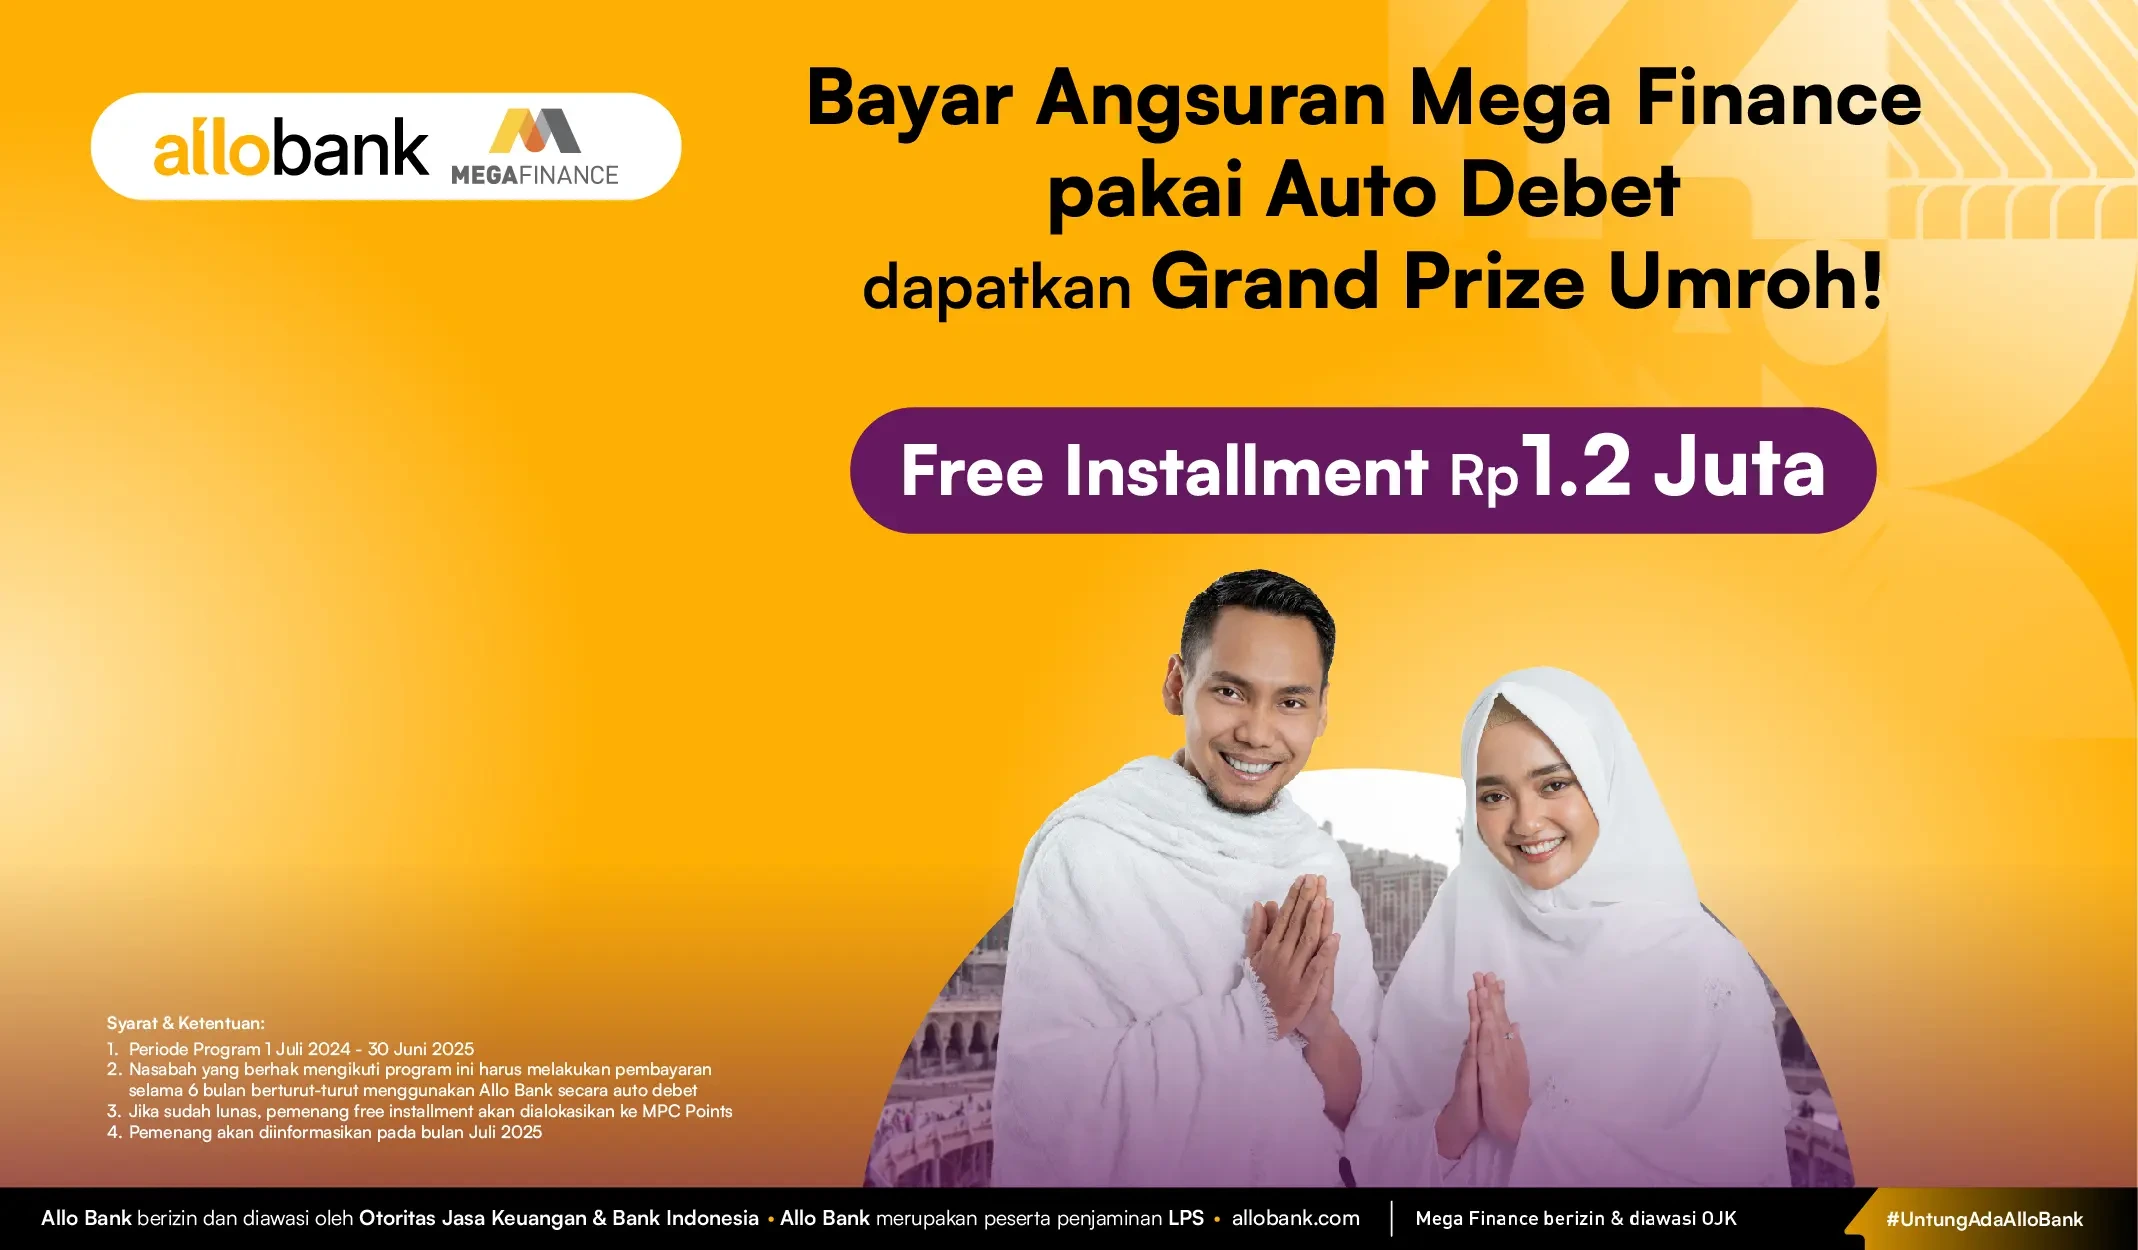 allobank
MEGAFINANCE
Bayar Angsuran Mega Finance
pakai Auto Debet
dapatkan Grand Prize Umroh!
Free Installment Rp1.2 Juta
Syarat & Ketentuan:
1. Periode Program 1 Juli 2024 - 30 Juni 2025
2. Nasabah yang berhak mengikuti program ini harus melakukan pembayaran
selama 6 bulan berturut-turut menggunakan Allo Bank secara auto debet
3. Jika sudah lunas, pemenang free installment akan dialokasikan ke MPC Points
4. Pemenang akan diinformasikan pada bulan Juli 2025
Allo Bank berizin dan diawasi oleh Otoritas Jasa Keuangan & Bank Indonesia • Allo Bank merupakan peserta penjaminan LPS • allobank.com | Mega Finance berizin & diawasi OJK
#UntungAdaAlloBank